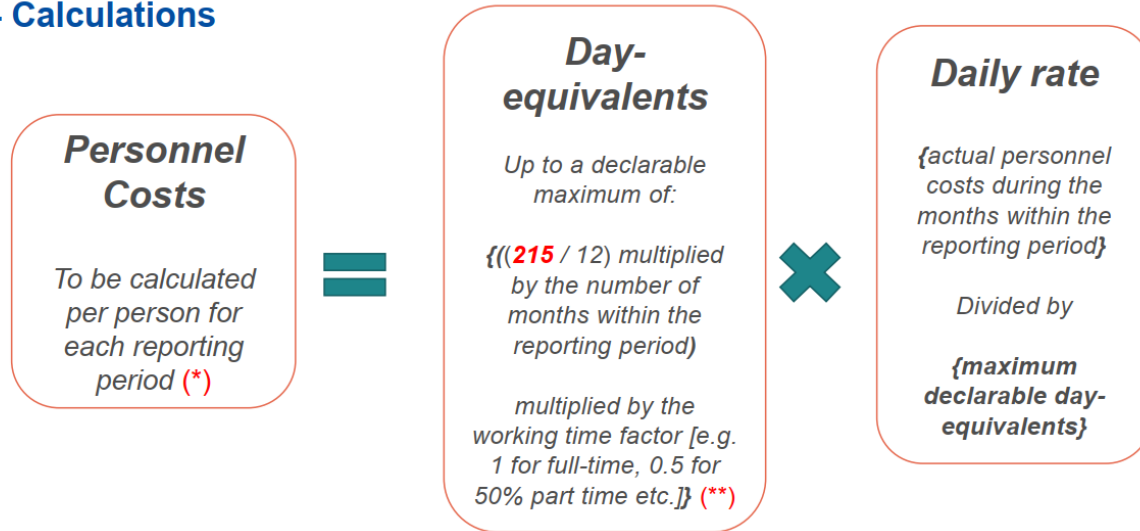 - Calculations
Personnel
Costs
To be calculated
per person for
each reporting
period (*)
Day-
equivalents
Up to a declarable
maximum of:
{((215 / 12) multiplied
by the number of
months within the
reporting period)
multiplied by the
working time factor [e.g.
1 for full-time, 0.5 for
50% part time etc.]} (**)
Daily rate
{actual personnel
costs during the
months within the
reporting period}
Divided by
{maximum
declarable day-
equivalents}